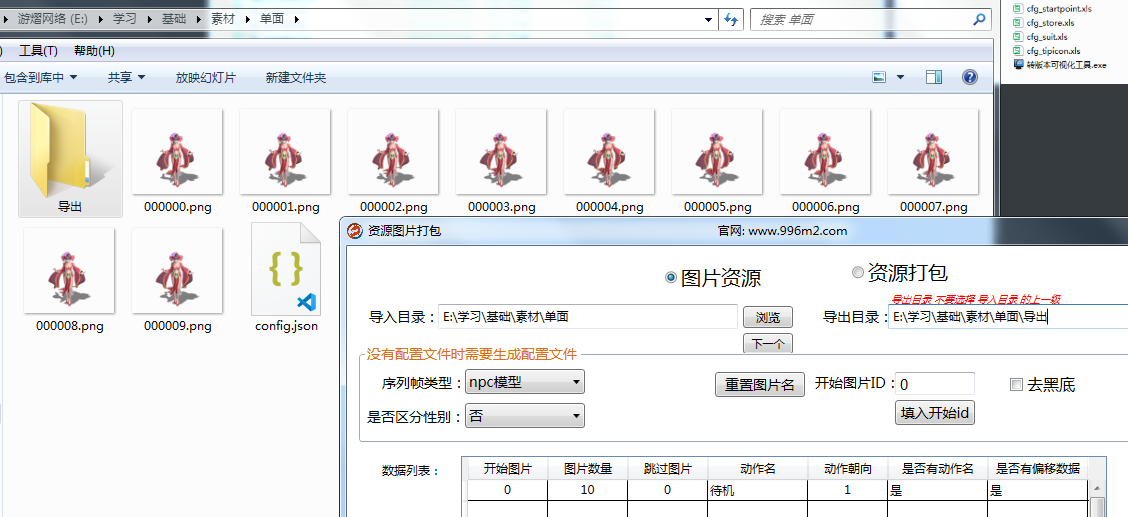 游熠网络 (E:) 学习 基础 素材 单面
搜索 单面
cfg_startpoint.xls
cfg_store.xls
cfg_suit.xls
cfg_tipicon.xls
转版本可视化工具.exe
) 工具(T) 帮助(H)
包含到库中 共享 放映幻灯片 新建文件夹
导出 000000.png 000001.png 000002.png 000003.png 000004.png 000005.png 000006.png 000007.png
000008.png 000009.png config.json
资源图片打包 官网: www.996m2.com
图片资源 资源打包
导出目录 不要选择 导入目录 的上一级
导入目录: E:\学习\基础\素材\单面 浏览 导出目录: E:\学习\基础\素材\单面\导出
下一个
没有配置文件时需要生成配置文件
序列帧类型: npc模型 重置图片名 开始图片ID: 0 去黑底
是否区分性别: 否 填入开始id
数据列表: 开始图片 图片数量 跳过图片 动作名 动作朝向 是否有动作名 是否有偏移数据
0 10 0 待机 1 是 是